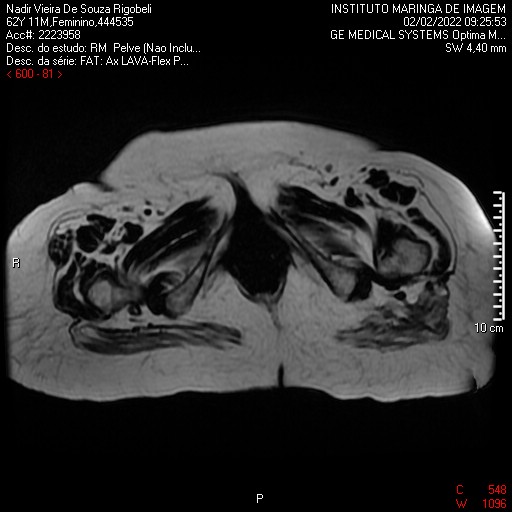 Nadir Vieira De Souza Rigobeli
62Y 11M,Feminino,444535
Acc#: 2223958
Desc. do estudo: RM Pelve (Nao Inclu...
Desc. da série: FAT: Ax LAVA-Flex P...
< 600 - 81 >
INSTITUTO MARINGA DE IMAGEM
02/02/2022 09:25:53
GE MEDICAL SYSTEMS Optima M...
SW 4,40 mm
R
10 cm
P
C 548
W 1096